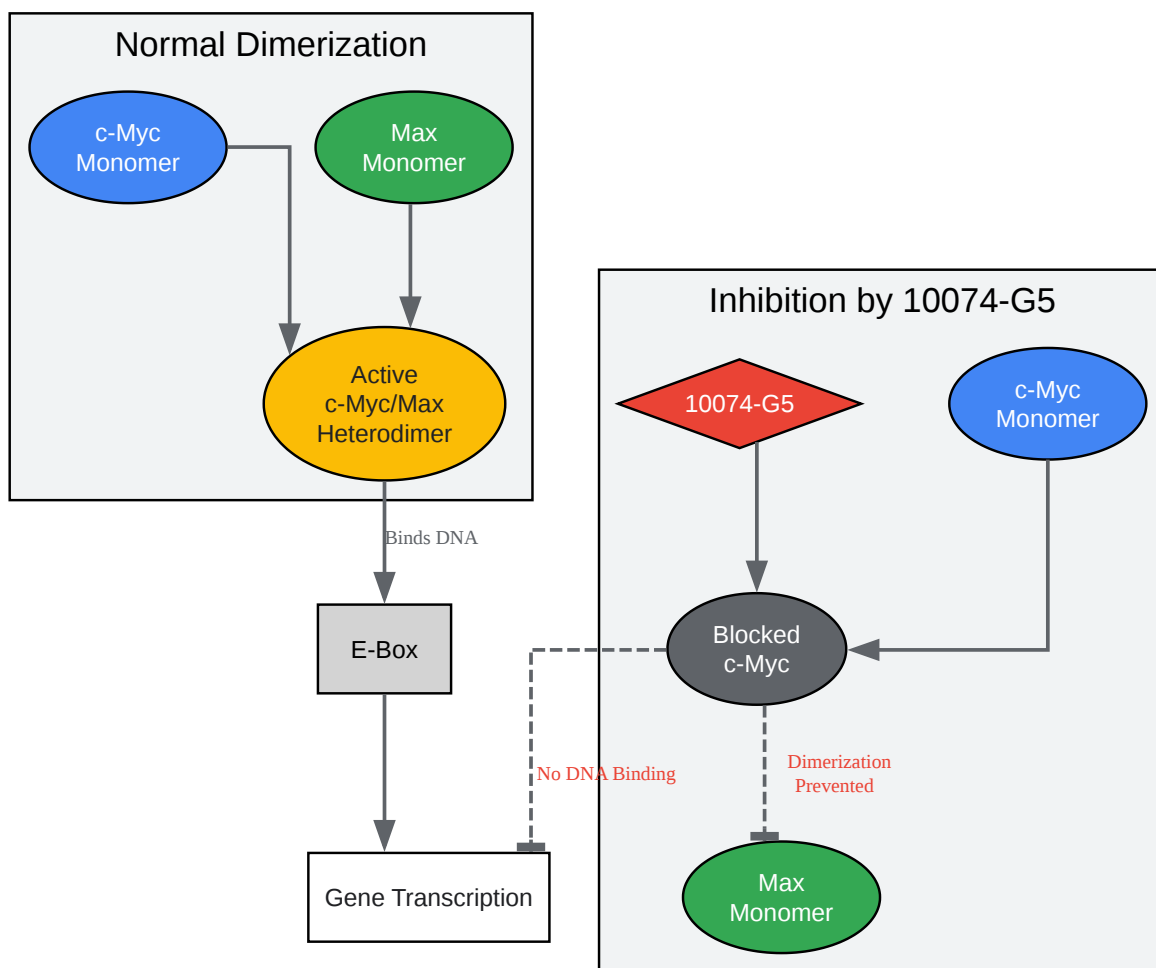 Normal Dimerization
c-Myc
Monomer
Max
Monomer
Active
c-Myc/Max
Heterodimer
Binds DNA
E-Box
Gene Transcription
Inhibition by 10074-G5
10074-G5
c-Myc
Monomer
Blocked
c-Myc
No DNA Binding
Dimerization
Prevented
Max
Monomer